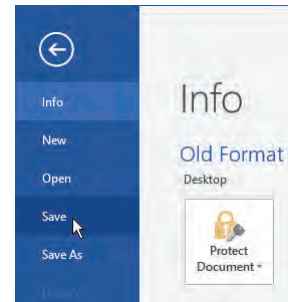 Info
New
Open
Save
Save As
Info
Old Format
Desktop
Protect
Document